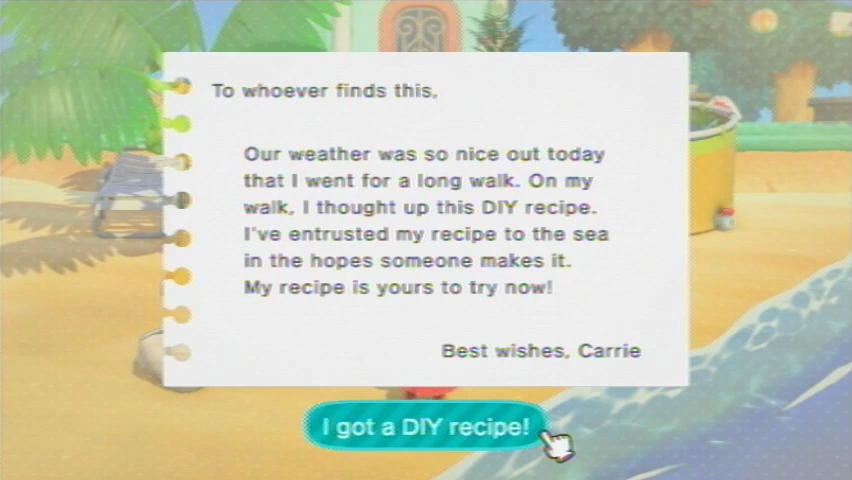 To whoever finds this,
Our weather was so nice out today
that I went for a long walk. On my
walk, I thought up this DIY recipe.
I've entrusted my recipe to the sea
in the hopes someone makes it.
My recipe is yours to try now!
Best wishes, Carrie
I got a DIY recipe!